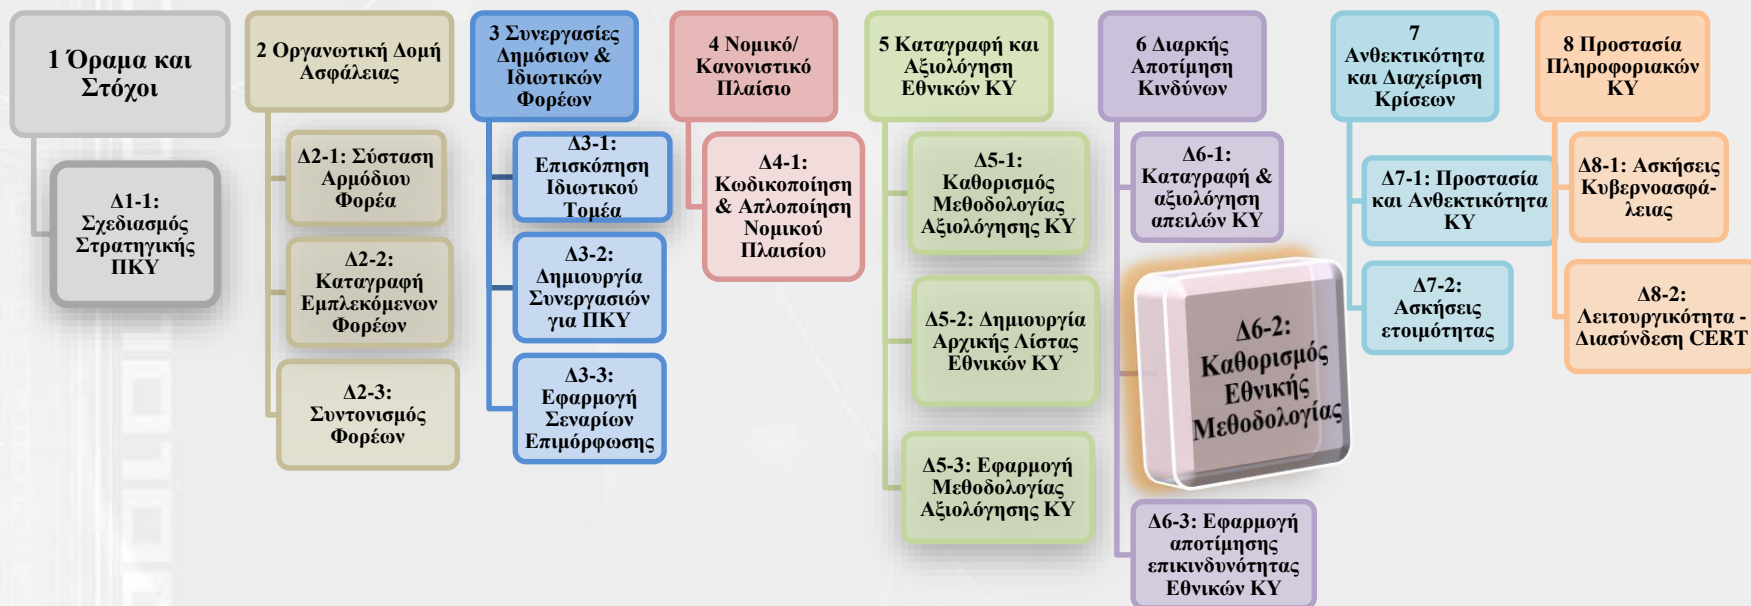 1 Όραμα και
Στόχοι
Δ1-1:
Σχεδιασμός
Στρατηγικής
ΠΚΥ
2 Οργανωτική Δομή
Ασφάλειας
Δ2-1: Σύσταση
Αρμόδιου
Φορέα
Δ2-2:
Καταγραφή
Εμπλεκόμενων
Φορέων
Δ2-3:
Συντονισμός
Φορέων
3 Συνεργασίες
Δημόσιων &
Ιδιωτικών
Φορέων
Δ3-1:
Επισκόπηση
Ιδιωτικού
Τομέα
Δ3-2:
Δημιουργία
Συνεργασιών
για ΠΚΥ
Δ3-3:
Εφαρμογή
Σεναρίων
Επιμόρφωσης
4 Νομικό/
Κανονιστικό
Πλαίσιο
Δ4-1:
Κωδικοποίηση
& Απλοποίηση
Νομικού
Πλαισίου
5 Καταγραφή και
Αξιολόγηση
Εθνικών ΚΥ
Δ5-1:
Καθορισμός
Μεθοδολογίας
Αξιολόγησης ΚΥ
Δ5-2: Δημιουργία
Αρχικής Λίστας
Εθνικών ΚΥ
Δ5-3: Εφαρμογή
Μεθοδολογίας
Αξιολόγησης ΚΥ
6 Διαρκής
Αποτίμηση
Κινδύνων
Δ6-1:
Καταγραφή &
αξιολόγηση
απειλών ΚΥ
Δ6-2:
Καθορισμός
Εθνικής
Μεθοδολογίας
Δ6-3: Εφαρμογή
αποτίμησης
επικινδυνότητας
Εθνικών ΚΥ
7
Ανθεκτικότητα
και Διαχείριση
Κρίσεων
Δ7-1: Προστασία
και Ανθεκτικότητα
ΚΥ
Δ7-2:
Ασκήσεις
ετοιμότητας
8 Προστασία
Πληροφοριακών
ΚΥ
Δ8-1: Ασκήσεις
Κυβερνοασφά-
λειας
Δ8-2:
Λειτουργικότητα -
Διασύνδεση CERT